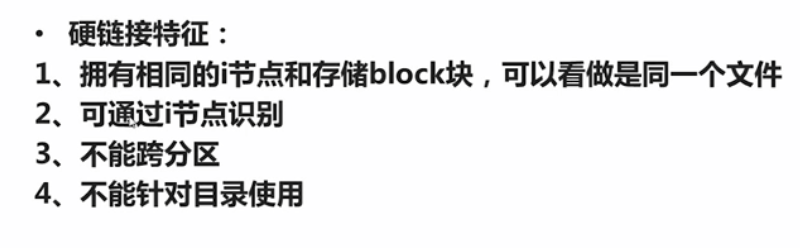 • 硬链接特征：
1、拥有相同的i节点和存储block块，可以看做是同一个文件
2、可通过i节点识别
3、不能跨分区
4、不能针对目录使用